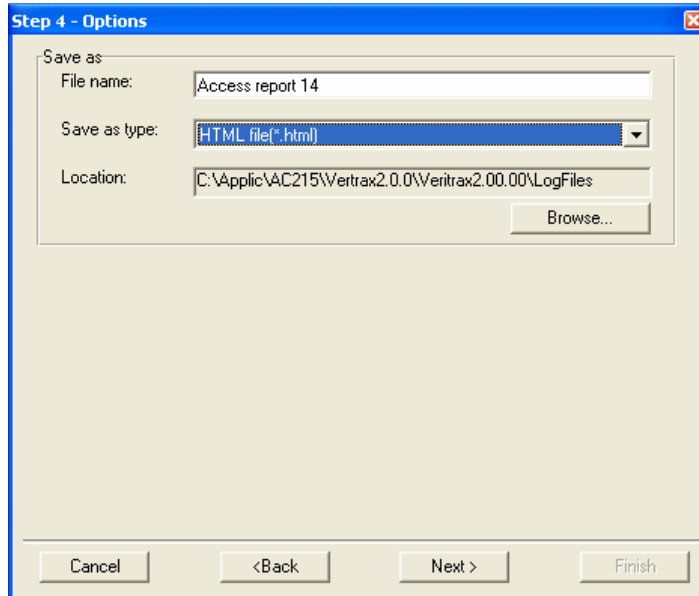 Step 4 - Options
Save as
File name: Access report 14
Save as type: HTML file(*.html)
Location: C:\Applic\AC215\Vertrax2.0.0\Veritrax2.00.00\LogFiles
Browse...
Cancel <Back Next > Finish